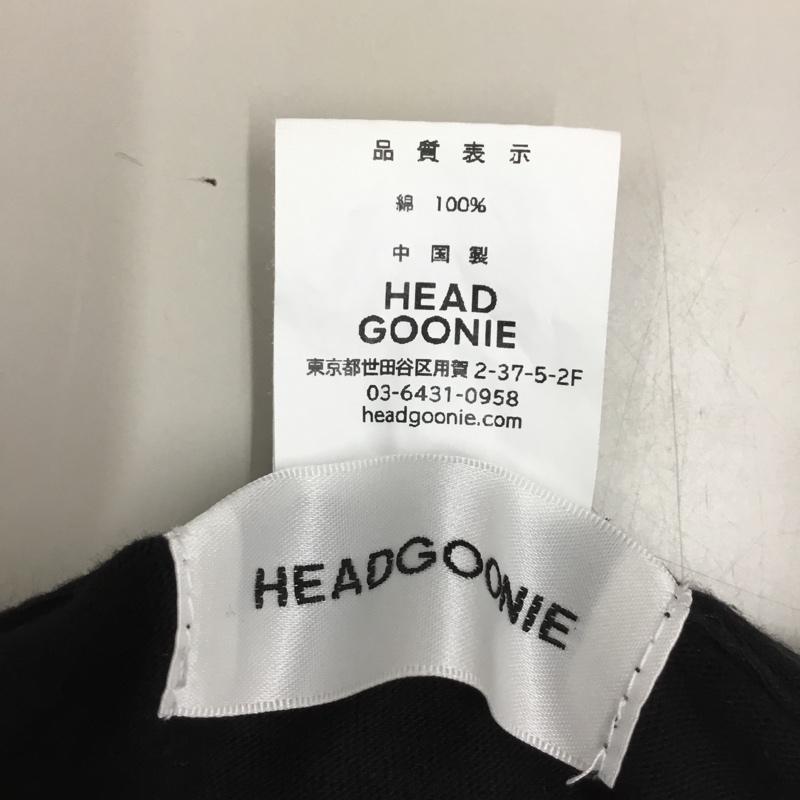 品 質 表 示
綿 100%
中 国 製
HEAD
GOONIE
東京都世田谷区用賀 2-37-5-2F
03-6431-0958
headgoonie.com
HEADGOONIE